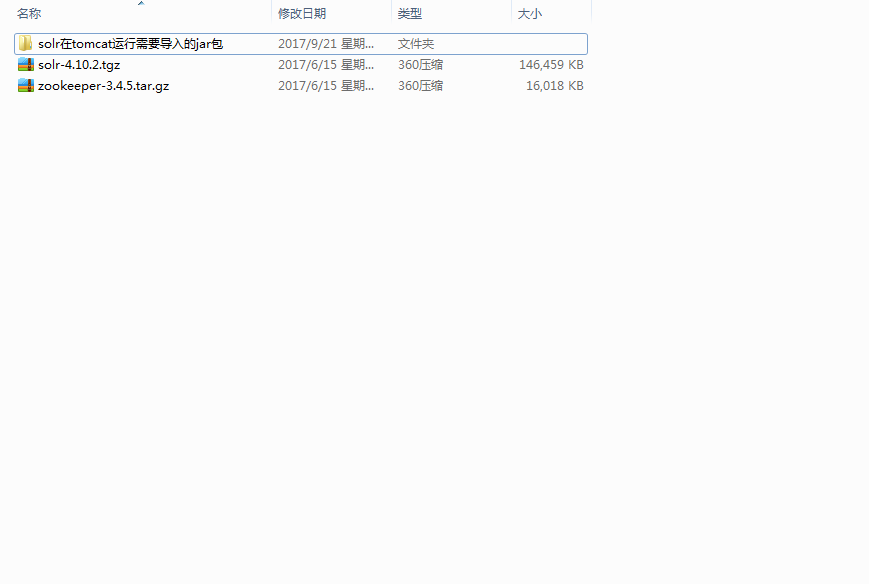 名称 修改日期 类型 大小
solr在tomcat运行需要导入的jar包 2017/9/21 星期... 文件夹
solr-4.10.2.tgz 2017/6/15 星期... 360压缩 146,459 KB
zookeeper-3.4.5.tar.gz 2017/6/15 星期... 360压缩 16,018 KB